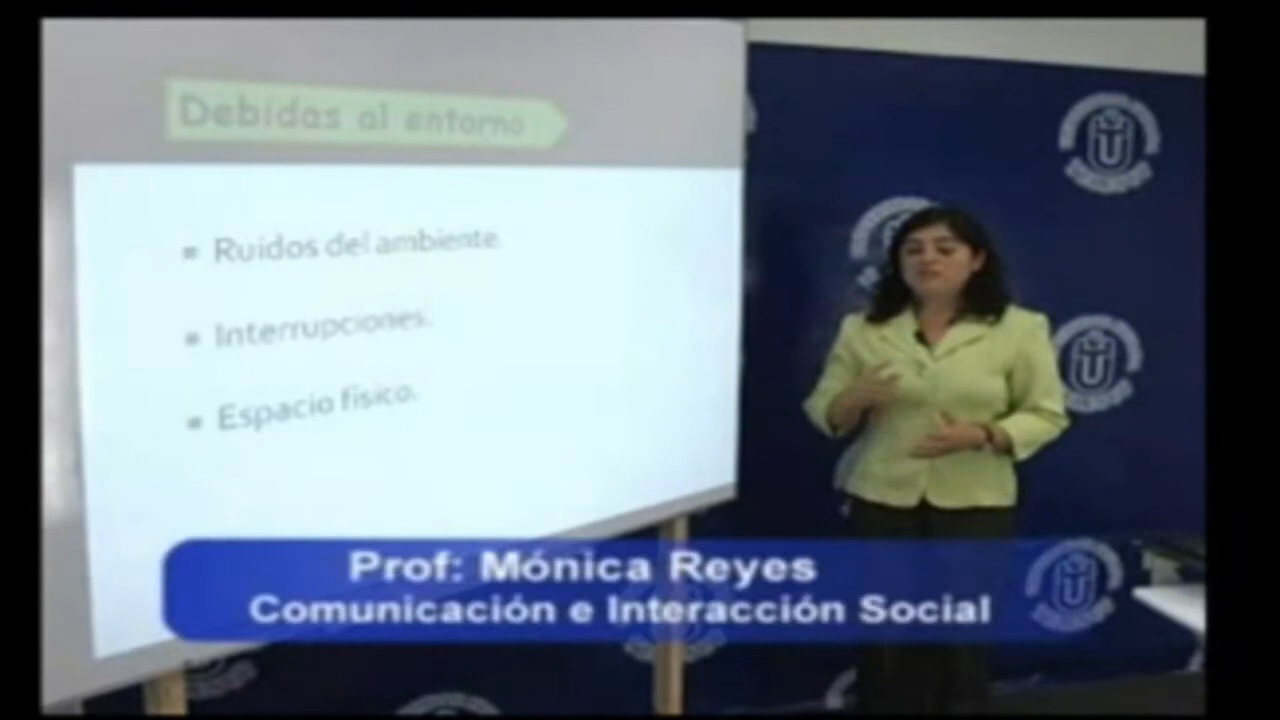 Debidas al entorno
Ruidos del ambiente
Interrupciones.
Espacio físico.
Prof: Mónica Reyes
Comunicación e Interacción Social